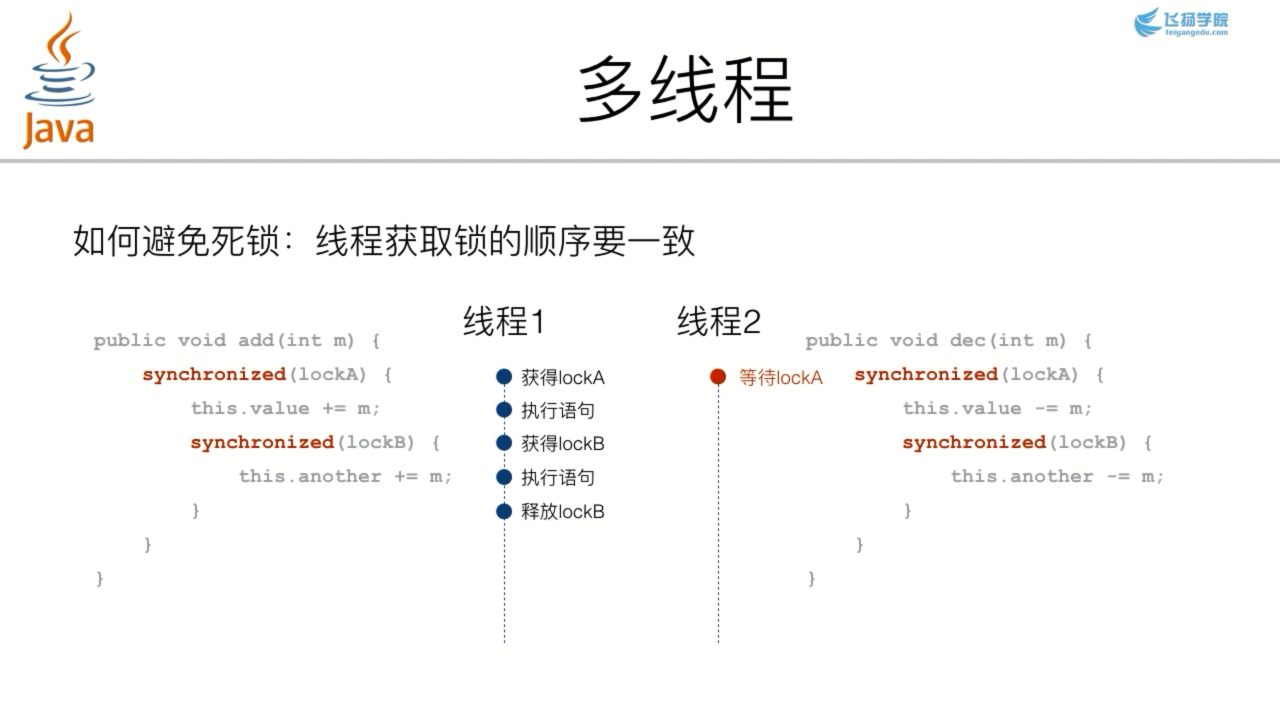 Java
飞扬学院
feiyangedu.com
多线程
如何避免死锁：线程获取锁的顺序要一致
public void add(int m) {
synchronized(lockA) {
this.value += m;
synchronized(lockB) {
this.another += m;
}
}
}
线程1
获得lockA
执行语句
获得lockB
执行语句
释放lockB
线程2
等待lockA
public void dec(int m) {
synchronized(lockA) {
this.value -= m;
synchronized(lockB) {
this.another -= m;
}
}
}